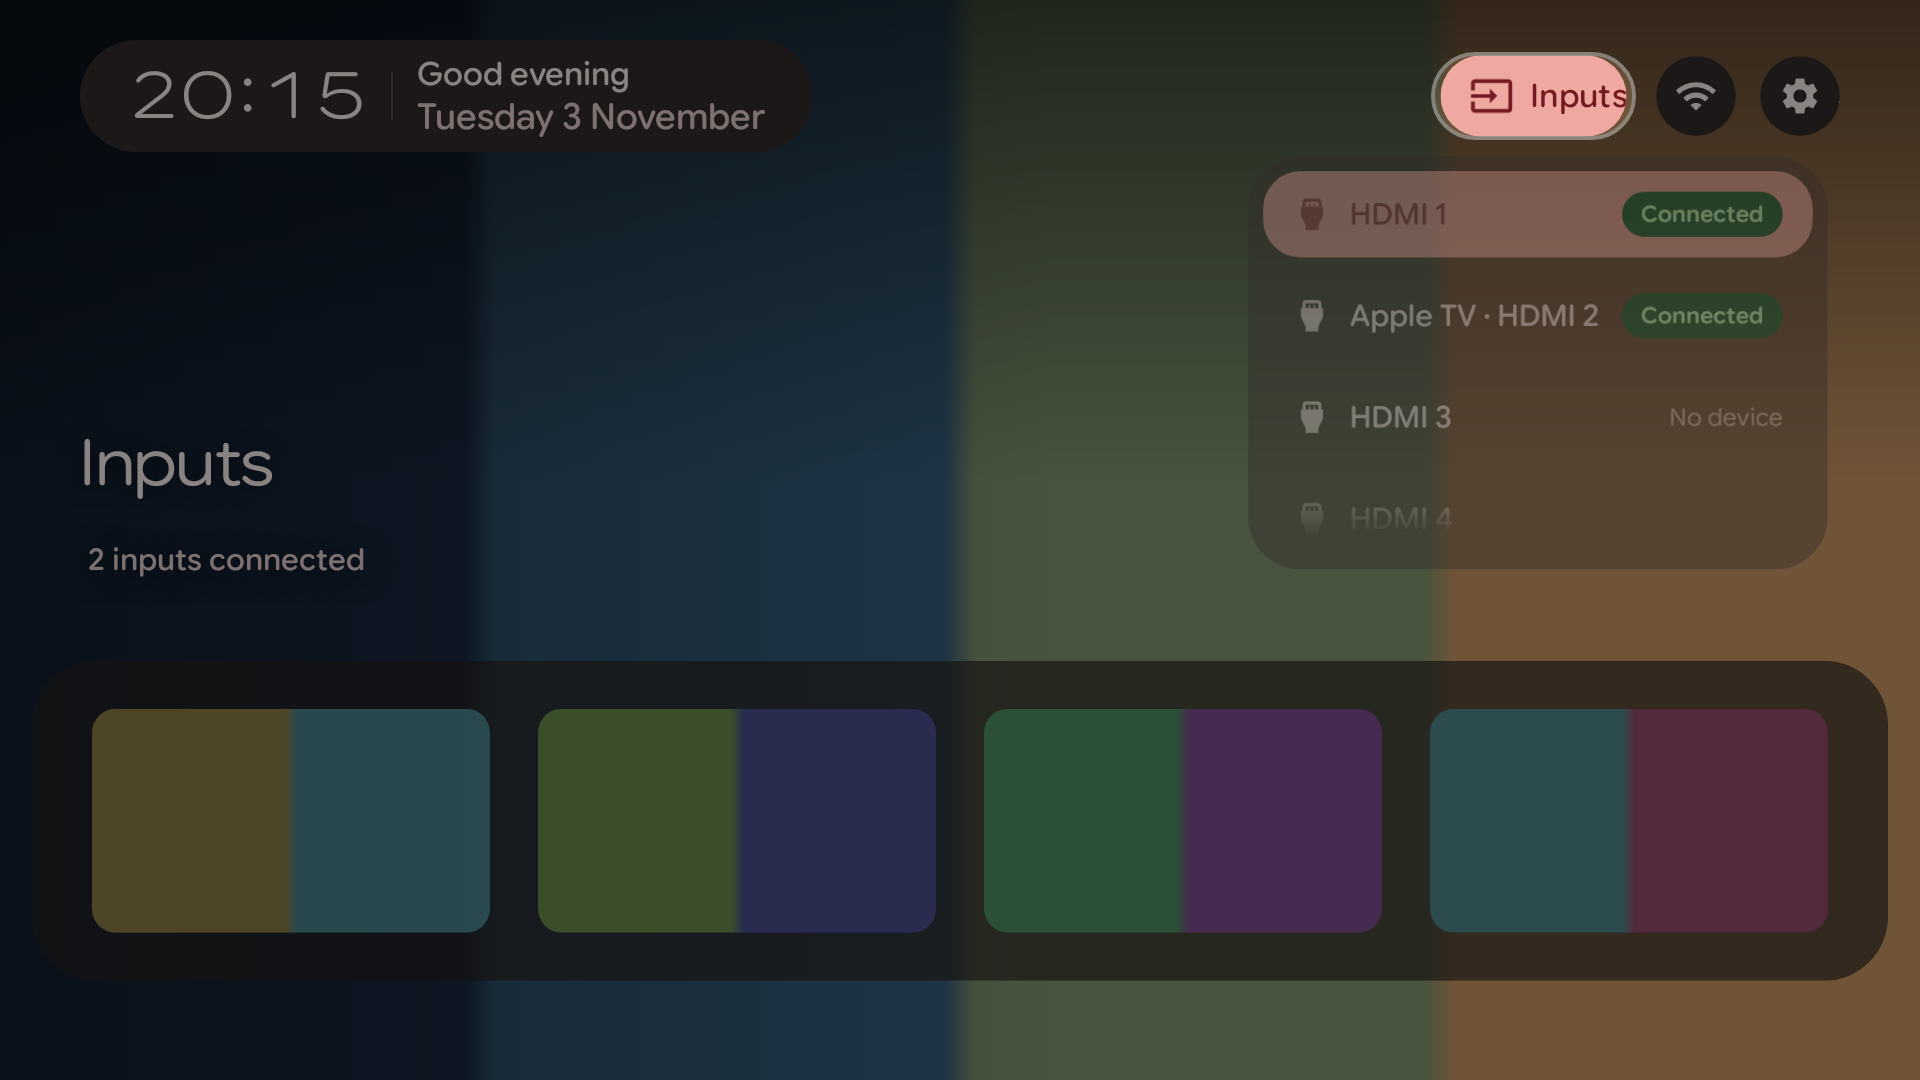 20:15
Good evening
Tuesday 3 November
Inputs
HDMI 1
Connected
Apple TV · HDMI 2
Connected
HDMI 3
No device
HDMI 4
Inputs
2 inputs connected